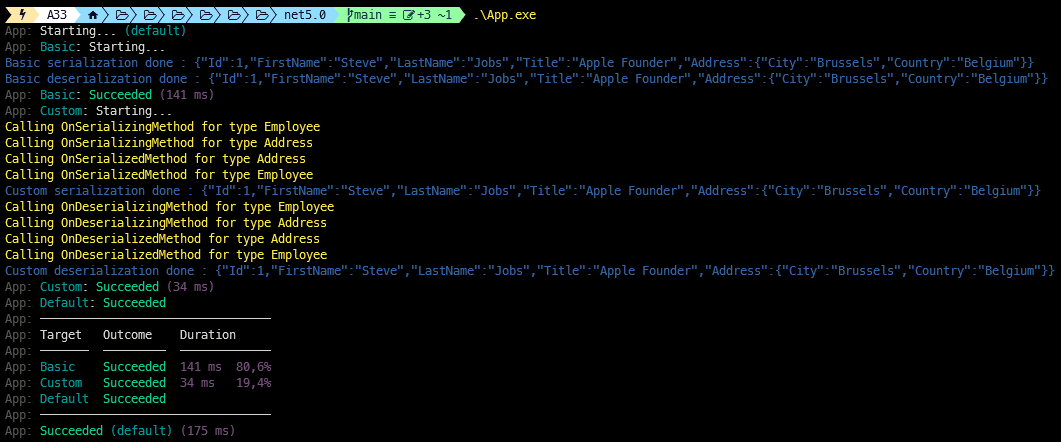 A33 net5.0 main ≡ +3 ~1 .\App.exe
App: Starting... (default)
App: Basic: Starting...
Basic serialization done : {"Id":1,"FirstName":"Steve","LastName":"Jobs","Title":"Apple Founder","Address":{"City":"Brussels","Country":"Belgium"}}
Basic deserialization done : {"Id":1,"FirstName":"Steve","LastName":"Jobs","Title":"Apple Founder","Address":{"City":"Brussels","Country":"Belgium"}}
App: Basic: Succeeded (141 ms)
App: Custom: Starting...
Calling OnSerializingMethod for type Employee
Calling OnSerializingMethod for type Address
Calling OnSerializedMethod for type Address
Calling OnSerializedMethod for type Employee
Custom serialization done : {"Id":1,"FirstName":"Steve","LastName":"Jobs","Title":"Apple Founder","Address":{"City":"Brussels","Country":"Belgium"}}
Calling OnDeserializingMethod for type Employee
Calling OnDeserializingMethod for type Address
Calling OnDeserializedMethod for type Address
Calling OnDeserializedMethod for type Employee
Custom deserialization done : {"Id":1,"FirstName":"Steve","LastName":"Jobs","Title":"Apple Founder","Address":{"City":"Brussels","Country":"Belgium"}}
App: Custom: Succeeded (34 ms)
App: Default: Succeeded
App:
App: Target Outcome Duration
App:
App: Basic Succeeded 141 ms 80,6%
App: Custom Succeeded 34 ms 19,4%
App: Default Succeeded
App:
App: Succeeded (default) (175 ms)